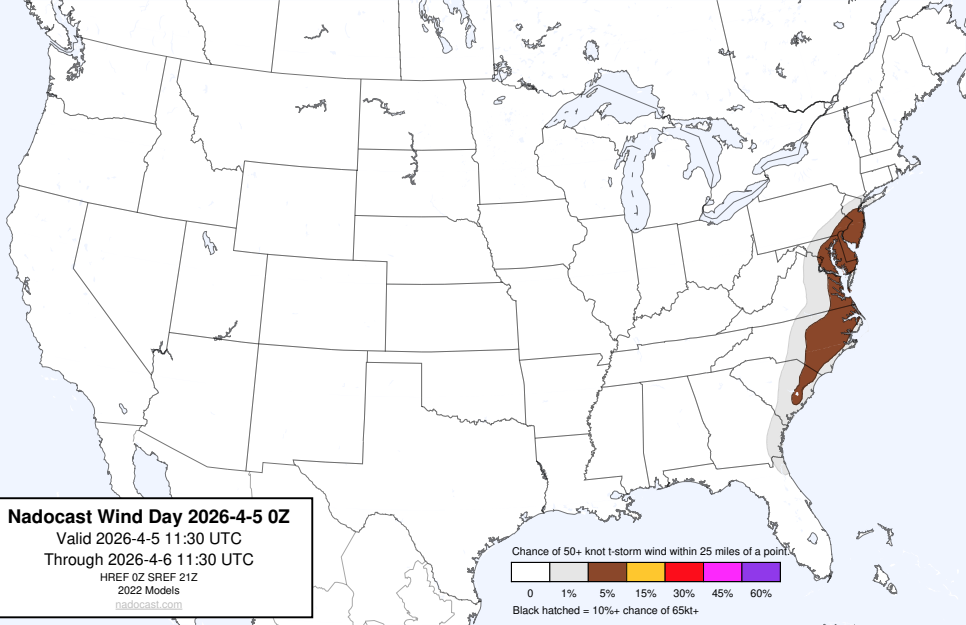 Nadocast Wind Day 2026-4-5 0Z
Valid 2026-4-5 11:30 UTC
Through 2026-4-6 11:30 UTC
HREF 0Z SREF 21Z
2022 Models
nadocast.com
Chance of 50+ knot t-storm wind within 25 miles of a point.
0 1% 5% 15% 30% 45% 60%
Black hatched = 10%+ chance of 65kt+